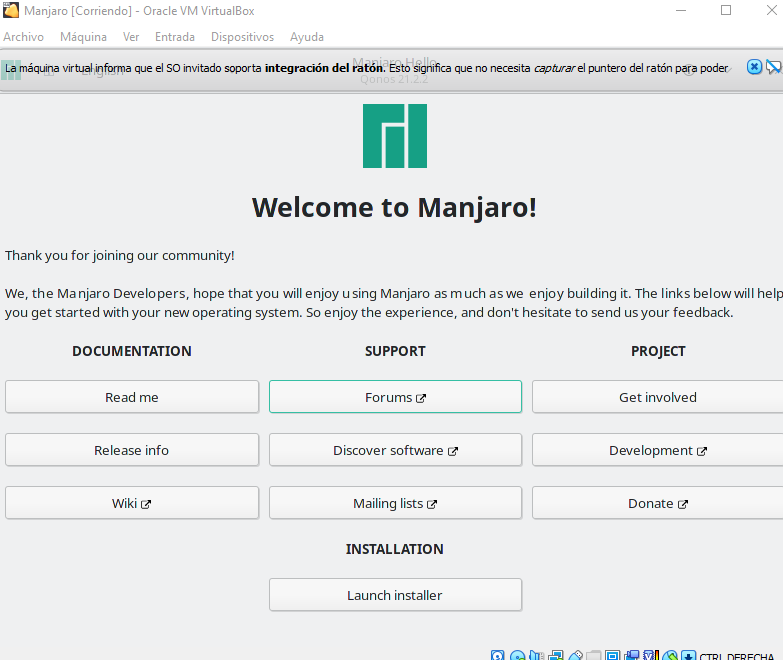 Manjaro [Corriendo] - Oracle VM VirtualBox
Archivo Máquina Ver Entrada Dispositivos Ayuda
Manjaro Hello
La máquina virtual informa que el SO invitado soporta integración del ratón. Esto significa que no necesita capturar el puntero del ratón para poder
English
Qonos 21.2.2
Welcome to Manjaro!
Thank you for joining our community!
We, the Manjaro Developers, hope that you will enjoy using Manjaro as much as we enjoy building it. The links below will help
you get started with your new operating system. So enjoy the experience, and don't hesitate to send us your feedback.
DOCUMENTATION SUPPORT PROJECT
Read me Forums Get involved
Release info Discover software Development
Wiki Mailing lists Donate
INSTALLATION
Launch installer
CTRL DERECHA